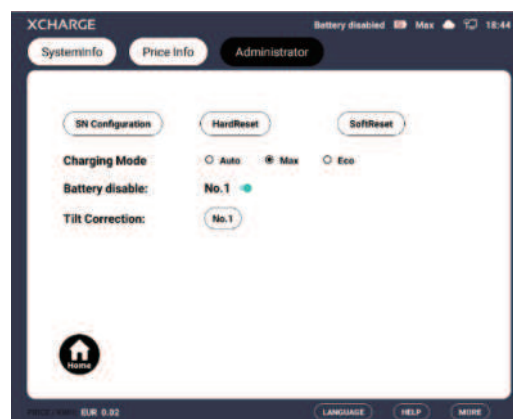 XCHARGE
Battery disabled Max 18:44
SystemInfo Price Info Administrator
SN Configuration HardReset SoftReset
Charging Mode Auto Max Eco
Battery disable: No.1
Tilt Correction: No.1
Home
EUR 0.02 LANGUAGE HELP MORE